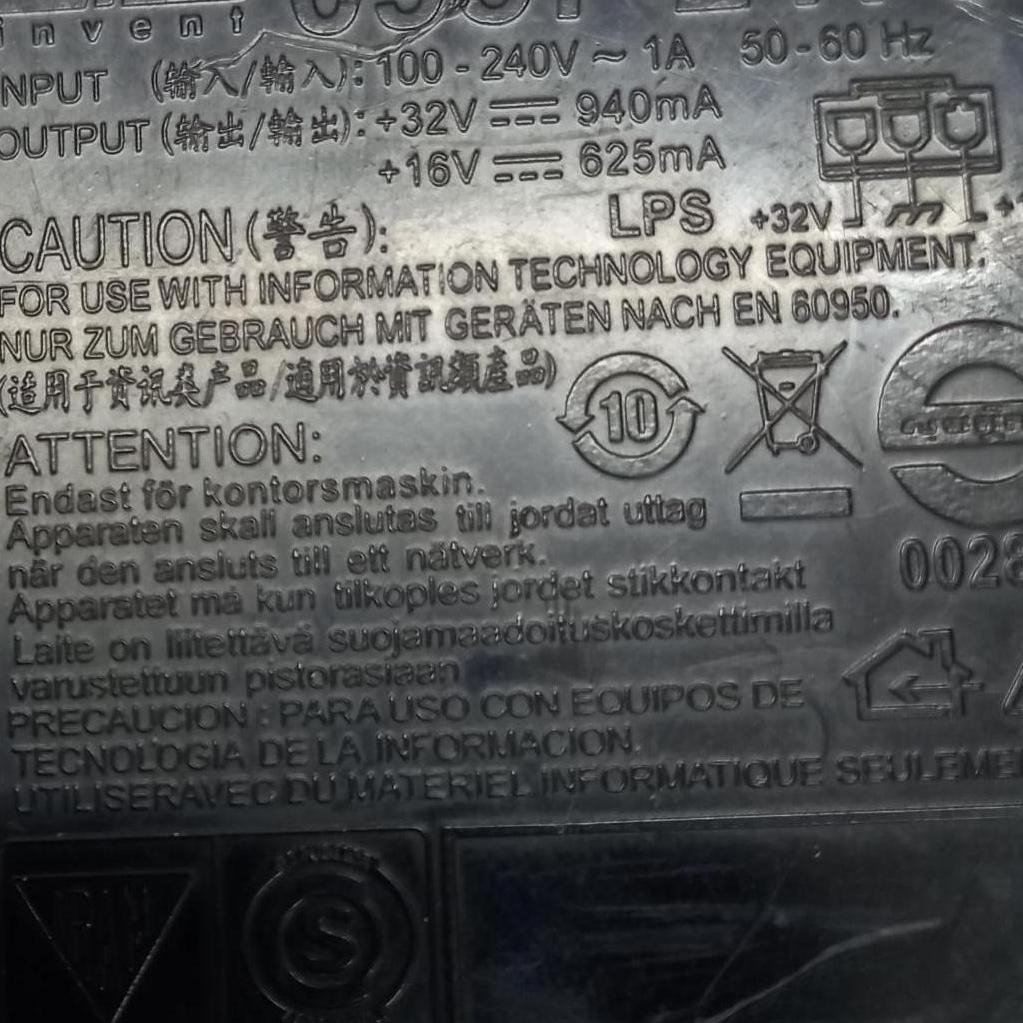 invent
INPUT (输入/輸入): 100 - 240V ~ 1A 50 - 60 Hz
OUTPUT (输出/輸出): +32V 940mA
+16V 625mA
LPS +32V
CAUTION (警告):
FOR USE WITH INFORMATION TECHNOLOGY EQUIPMENT.
NUR ZUM GEBRAUCH MIT GERÄTEN NACH EN 60950.
(适用于资讯类产品/適用於資訊類產品)
10
ATTENTION:
Endast för kontorsmaskin.
Apparaten skall anslutas till jordat uttag
när den ansluts till ett nätverk.
0028
Apparatet må kun tilkoples jordet stikkontakt
Laite on liitettävä suojamaadoituskoskettimilla
varustettuun pistorasiaan
PRECAUCION : PARA USO CON EQUIPOS DE
TECNOLOGIA DE LA INFORMACION.
UTILISERAVEC DU MATERIEL INFORMATIQUE SEULEME
S